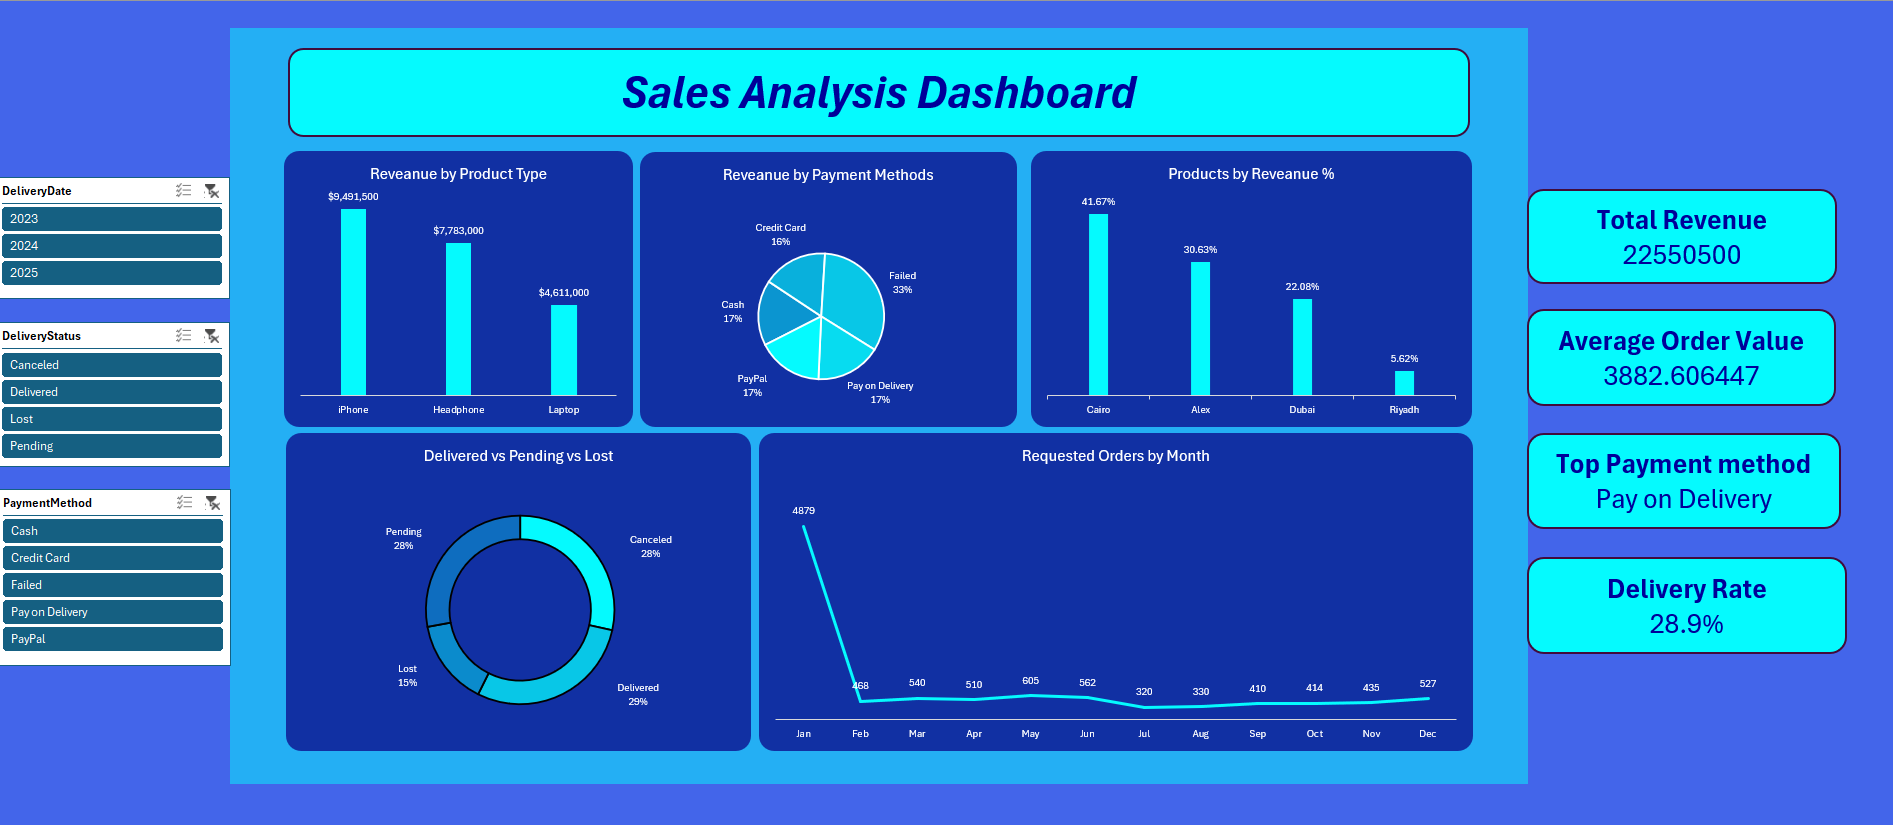 Sales Analysis Dashboard
DeliveryDate
2023
2024
2025
DeliveryStatus
Canceled
Delivered
Lost
Pending
PaymentMethod
Cash
Credit Card
Failed
Pay on Delivery
PayPal
Reveanue by Product Type
$9,491,500
$7,783,000
$4,611,000
iPhone
Headphone
Laptop
Reveanue by Payment Methods
Credit Card
16%
Failed
33%
Cash
17%
PayPal
17%
Pay on Delivery
17%
Products by Reveanue %
41.67%
30.63%
22.08%
5.62%
Cairo
Alex
Dubai
Riyadh
Delivered vs Pending vs Lost
Pending
28%
Canceled
28%
Lost
15%
Delivered
29%
Requested Orders by Month
4879
468
540
510
605
562
320
330
410
414
435
527
Jan
Feb
Mar
Apr
May
Jun
Jul
Aug
Sep
Oct
Nov
Dec
Total Revenue
22550500
Average Order Value
3882.606447
Top Payment method
Pay on Delivery
Delivery Rate
28.9%